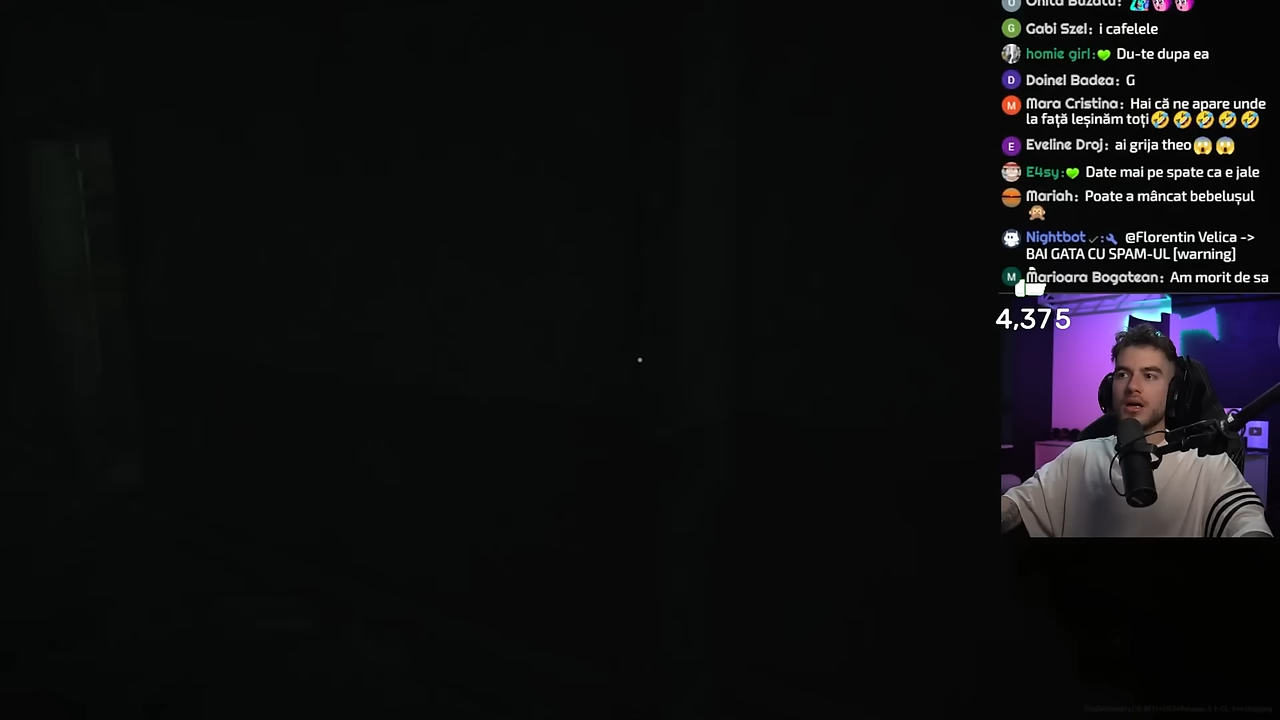 Onita Buzatu:
G Gabi Szel: i cafelele
homie girl: Du-te dupa ea
D Doinel Badea: G
M Mara Cristina: Hai că ne apare unde
la față leșinăm toți
E Eveline Droj: ai grija theo
E4sy: Date mai pe spate ca e jale
Mariah: Poate a mâncat bebelușul
Nightbot: @Florentin Velica ->
BAI GATA CU SPAM-UL [warning]
M Marioara Bogatean: Am morit de sa
4,375